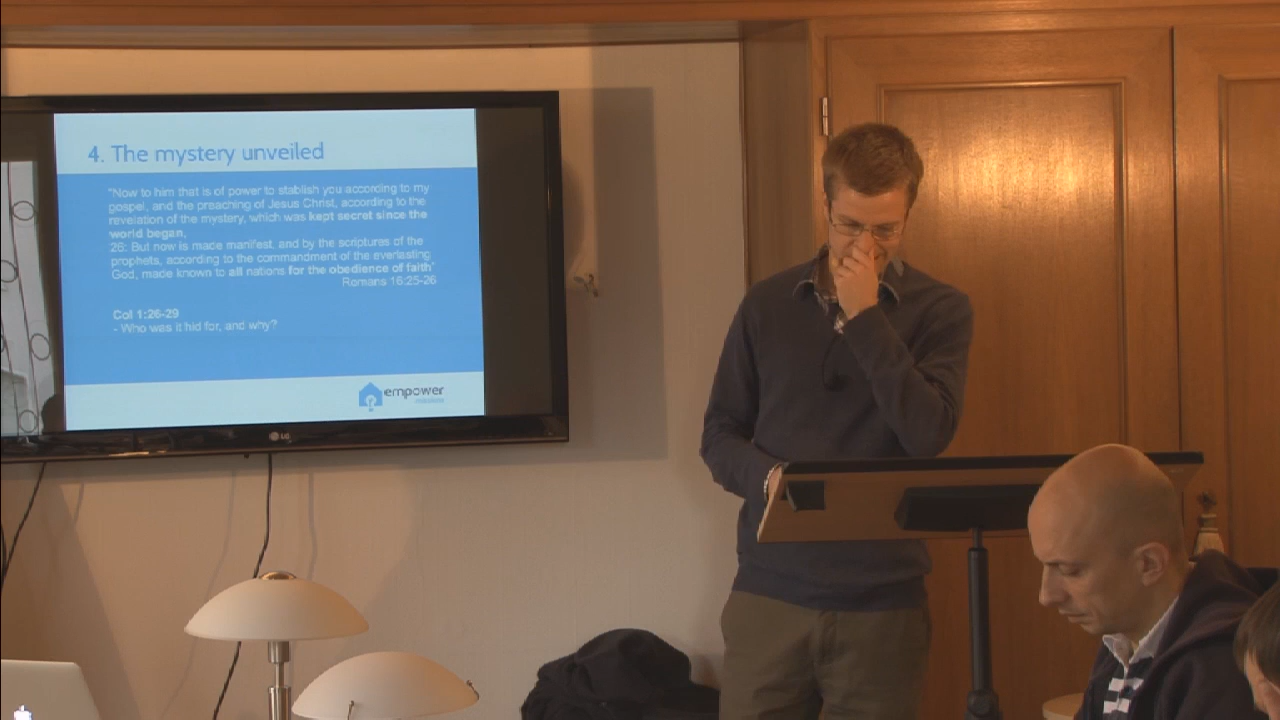 4. The mystery unveiled
"Now to him that is of power to stablish you according to my
gospel, and the preaching of Jesus Christ, according to the
revelation of the mystery, which was kept secret since the
world began,
26: But now is made manifest, and by the scriptures of the
prophets, according to the commandment of the everlasting
God, made known to all nations for the obedience of faith"
Romans 16:25-26
Col 1:26-29
- Who was it hid for, and why?
empower
LG